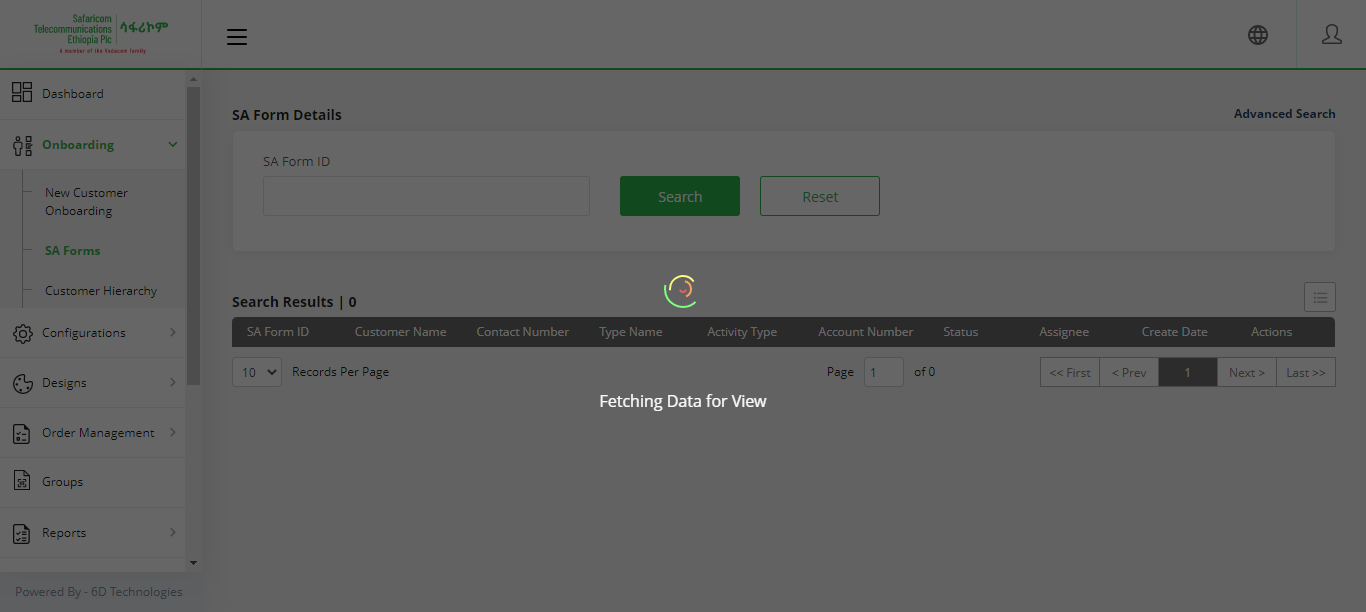 Safaricom
Telecommunications
Ethiopia Plc
ሳፋሪኮም
A member of the Vodacom family
Dashboard
Onboarding
New Customer
Onboarding
SA Forms
Customer Hierarchy
Configurations
Designs
Order Management
Groups
Reports
Powered By - 6D Technologies
SA Form Details
Advanced Search
SA Form ID
Search
Reset
Search Results | 0
SA Form ID Customer Name Contact Number Type Name Activity Type Account Number Status Assignee Create Date Actions
10 Records Per Page Page 1 of 0 << First < Prev 1 Next > Last >>
Fetching Data for View